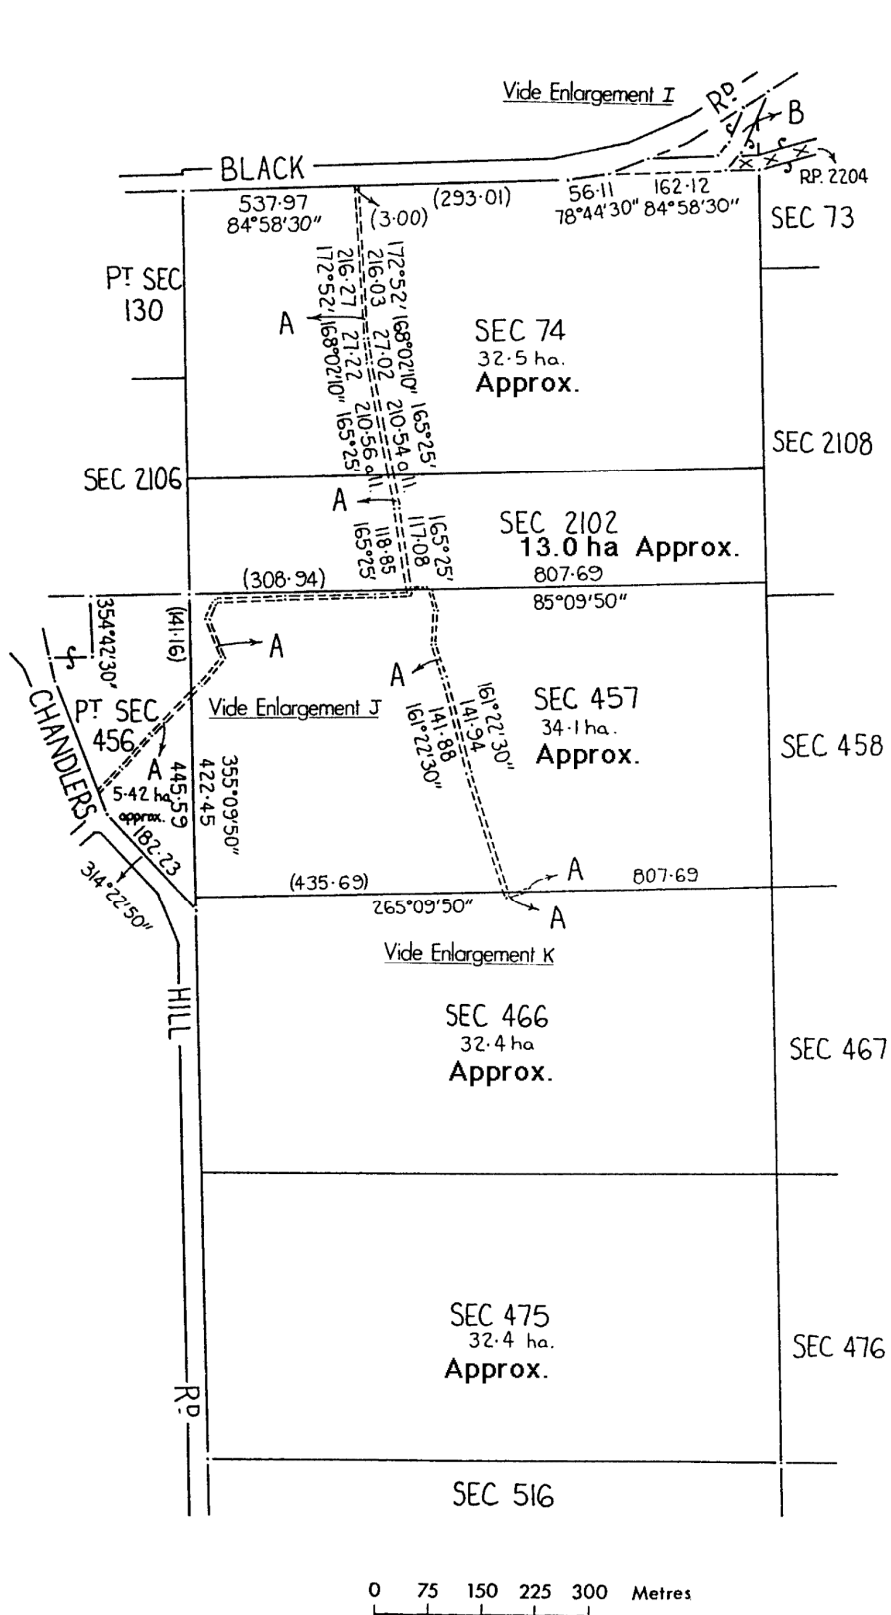 Vide Enlargement I
BLACK
RD
B
RP. 2204
537·97
84°58'30"
(3·00)
(293·01)
56·11
78°44'30"
162·12
84°58'30"
SEC 73
PT SEC
130
172°52' 168°02'10" 165°25'
216·03 27·02 210·54 all.
216·27 27·22 210·56 all.
172°52' 168°02'10" 165°25'
A
SEC 74
32·5 ha.
Approx.
SEC 2108
SEC 2106
A
SEC 2102
13.0 ha Approx.
165°25'
117·08
118·85
165°25'
(308·94)
807·69
85°09'50"
354°42'30"
(141·16)
A
A
Vide Enlargement J
161°22'30"
141·94
141·88
161°22'30"
SEC 457
34·1 ha.
Approx.
SEC 458
PT SEC
456
A
5·42 ha
approx.
CHANDLERS
355°09'50"
422·45
445·59
182·23
314°22'50"
(435·69)
265°09'50"
A
A
807·69
Vide Enlargement K
HILL
SEC 466
32·4 ha
Approx.
SEC 467
SEC 475
32·4 ha.
Approx.
SEC 476
RD
SEC 516
0 75 150 225 300 Metres